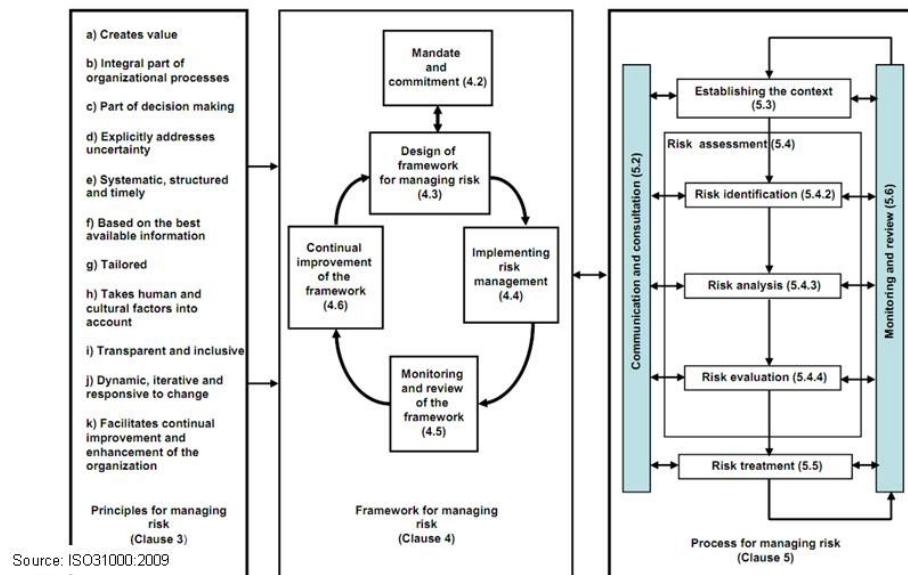 a) Creates value
b) Integral part of
organizational processes
c) Part of decision making
d) Explicitly addresses
uncertainty
e) Systematic, structured
and timely
f) Based on the best
available information
g) Tailored
h) Takes human and
cultural factors into
account
i) Transparent and inclusive
j) Dynamic, iterative and
responsive to change
k) Facilitates continual
improvement and
enhancement of the
organization
Principles for managing
risk
(Clause 3)
Mandate
and
commitment (4.2)
Design of
framework
for managing risk
(4.3)
Continual
improvement
of the
framework
(4.6)
Implementing
risk
management
(4.4)
Monitoring
and review
of the
framework
(4.5)
Framework for managing
risk
(Clause 4)
Communication and consultation (5.2)
Establishing the context
(5.3)
Risk assessment (5.4)
Risk identification (5.4.2)
Risk analysis (5.4.3)
Risk evaluation (5.4.4)
Risk treatment (5.5)
Monitoring and review (5.6)
Process for managing risk
(Clause 5)
Source: ISO31000:2009